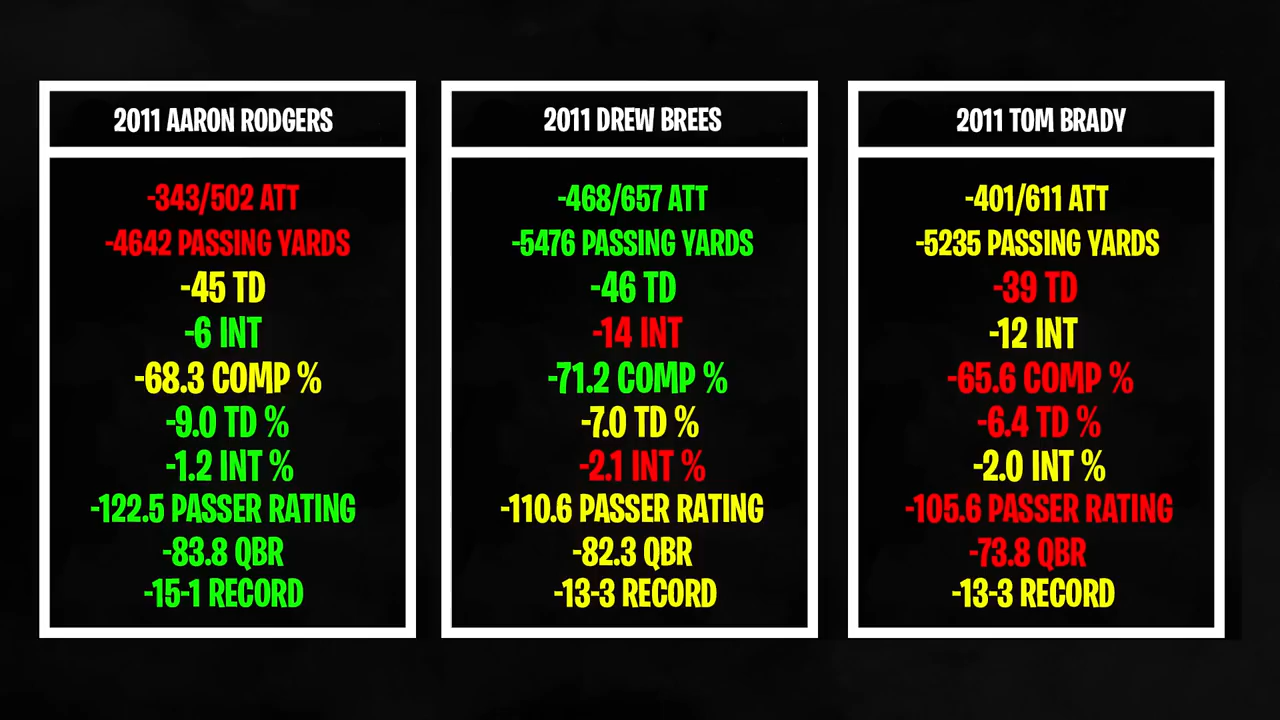 2011 AARON RODGERS
-343/502 ATT
-4642 PASSING YARDS
-45 TD
-6 INT
-68.3 COMP %
-9.0 TD %
-1.2 INT %
-122.5 PASSER RATING
-83.8 QBR
-15-1 RECORD
2011 DREW BREES
-468/657 ATT
-5476 PASSING YARDS
-46 TD
-14 INT
-71.2 COMP %
-7.0 TD %
-2.1 INT %
-110.6 PASSER RATING
-82.3 QBR
-13-3 RECORD
2011 TOM BRADY
-401/611 ATT
-5235 PASSING YARDS
-39 TD
-12 INT
-65.6 COMP %
-6.4 TD %
-2.0 INT %
-105.6 PASSER RATING
-73.8 QBR
-13-3 RECORD